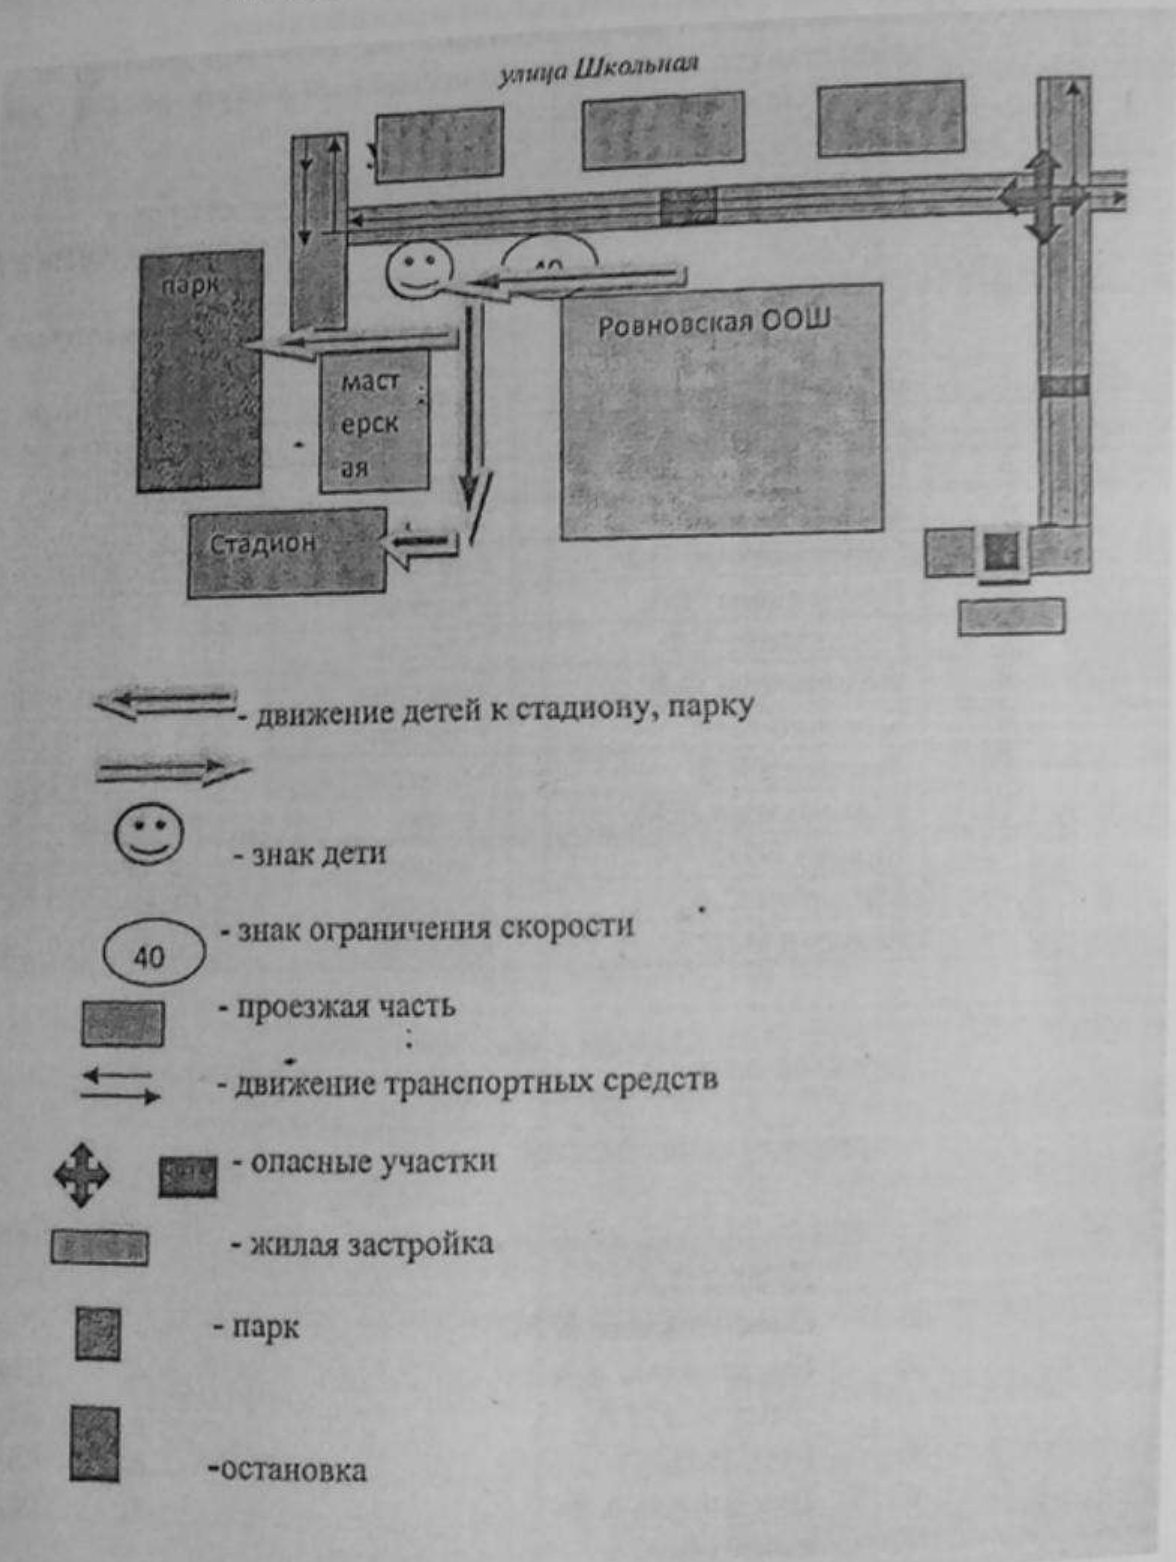 улица Школьная
парк
Ровновская ООШ
маст
ерск
ая
Стадион
- движение детей к стадиону, парку
- знак дети
- знак ограничения скорости
40
- проезжая часть
- движение транспортных средств
- опасные участки
- жилая застройка
- парк
-остановка